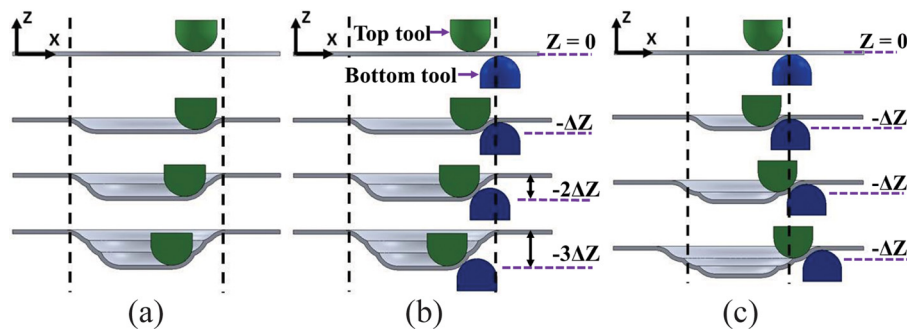 Z
X
Z
X
Top tool
Bottom tool
Z = 0
-ΔZ
-2ΔZ
-3ΔZ
Z
X
Z = 0
-ΔZ
-ΔZ
-ΔZ
(a)
(b)
(c)